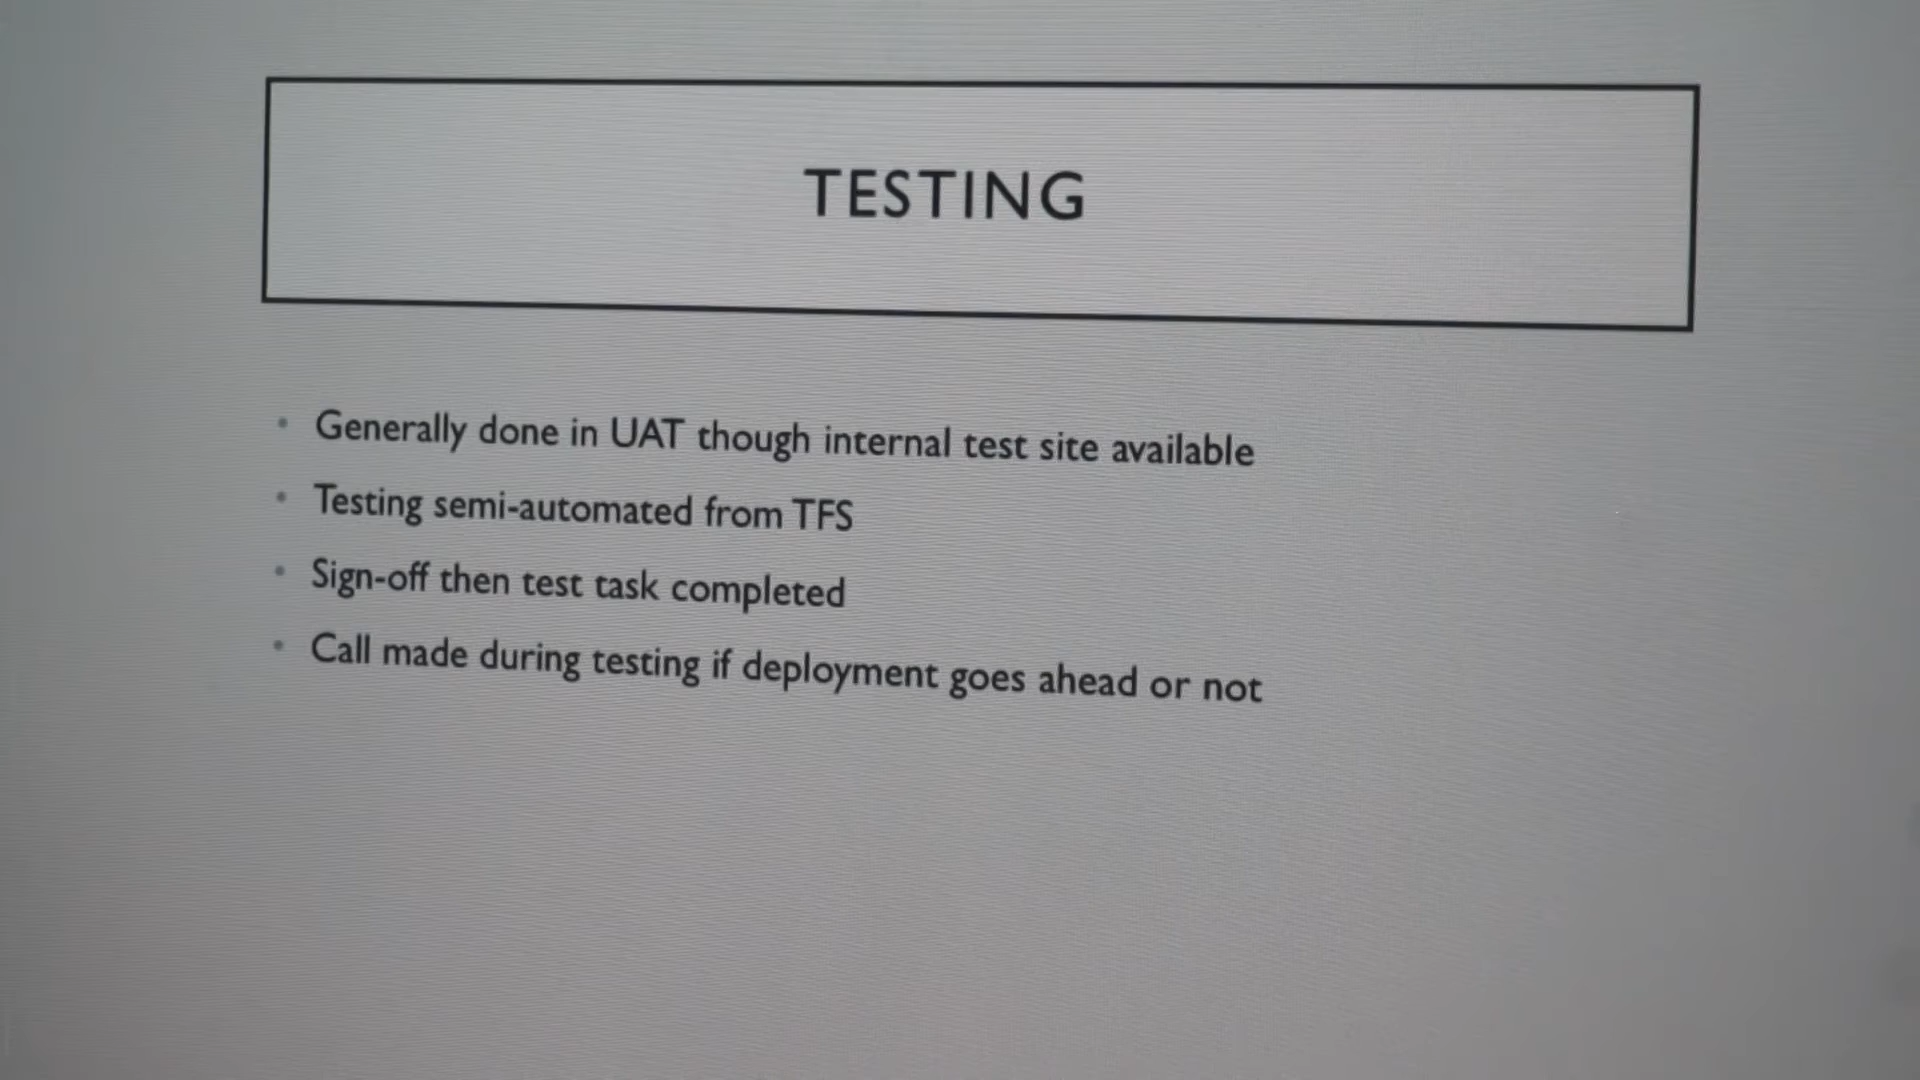 TESTING
• Generally done in UAT though internal test site available
• Testing semi-automated from TFS
• Sign-off then test task completed
• Call made during testing if deployment goes ahead or not